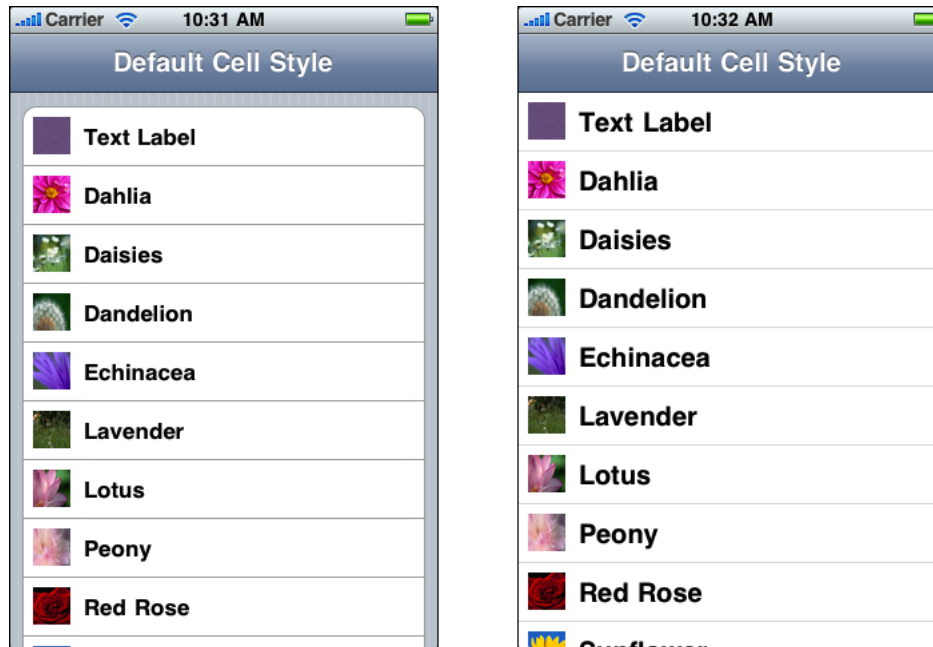 Carrier 10:31 AM
Default Cell Style
Text Label
Dahlia
Daisies
Dandelion
Echinacea
Lavender
Lotus
Peony
Red Rose
Carrier 10:32 AM
Default Cell Style
Text Label
Dahlia
Daisies
Dandelion
Echinacea
Lavender
Lotus
Peony
Red Rose
Sunflower